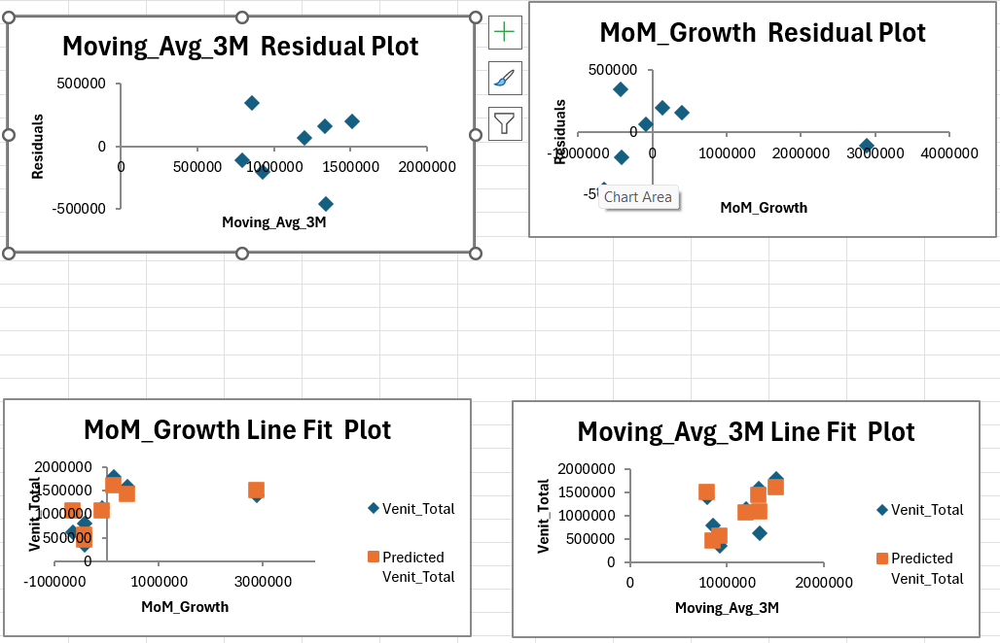 Moving_Avg_3M Residual Plot
500000
0
-500000
Residuals
0
500000
1000000
1500000
2000000
Moving_Avg_3M
MoM_Growth Residual Plot
500000
0
-5
Residuals
-1000000
0
1000000
2000000
3000000
4000000
Chart Area
MoM_Growth
MoM_Growth Line Fit Plot
2000000
1500000
1000000
500000
0
Venit_Total
-1000000
1000000
3000000
MoM_Growth
Venit_Total
Predicted
Venit_Total
Moving_Avg_3M Line Fit Plot
2000000
1500000
1000000
500000
0
Venit_Total
0
1000000
2000000
Moving_Avg_3M
Venit_Total
Predicted
Venit_Total